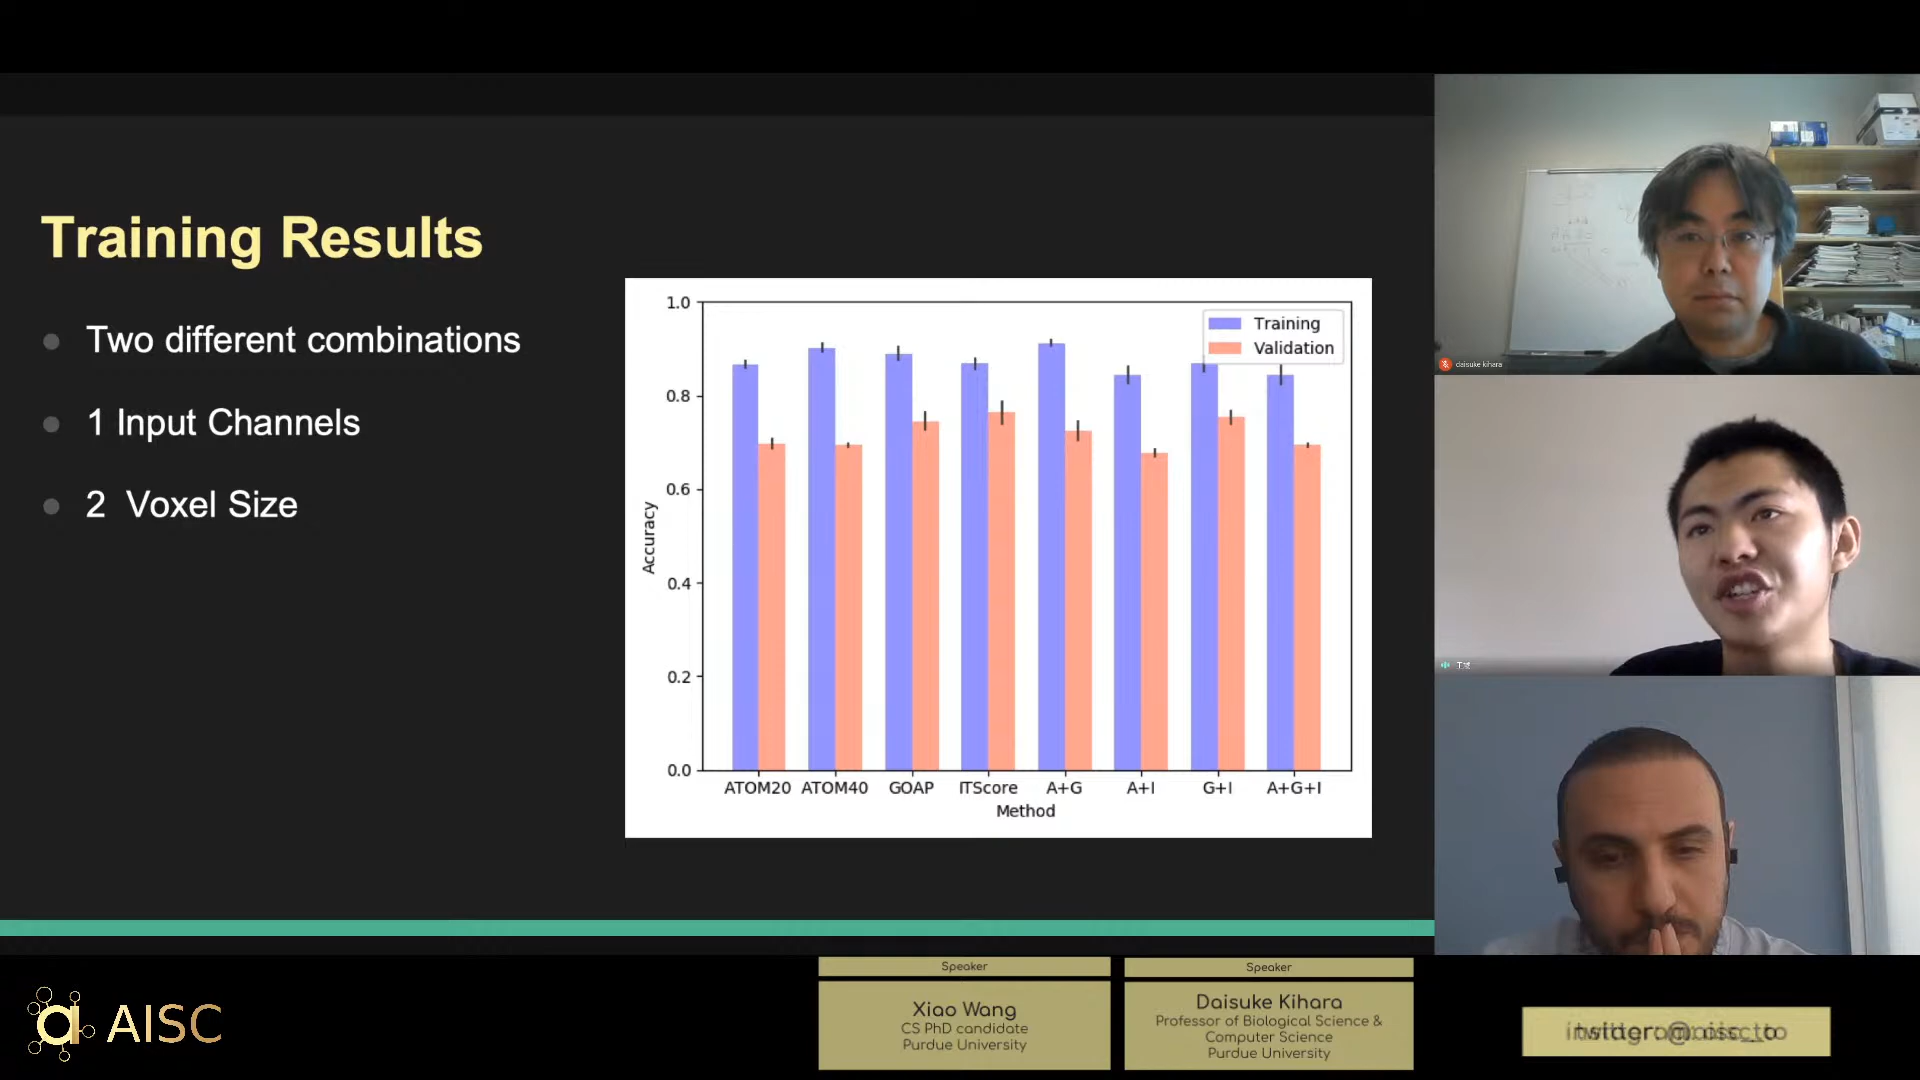 Training Results
Two different combinations
1 Input Channels
2 Voxel Size
1.0
0.8
0.6
0.4
0.2
0.0
Accuracy
Training
Validation
ATOM20 ATOM40 GOAP ITScore A+G A+I G+I A+G+I
Method
daisuke kihara
AISC
Speaker
Xiao Wang
CS PhD candidate
Purdue University
Speaker
Daisuke Kihara
Professor of Biological Science &
Computer Science
Purdue University